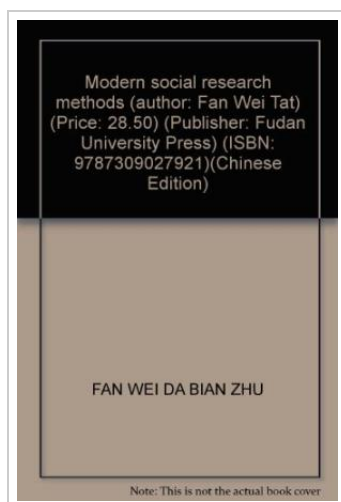 Modern social research
methods (author: Fan Wei Tat)
(Price: 28.50) (Publisher: Fudan
University Press) (ISBN:
9787309027921)(Chinese
Edition)
FAN WEI DA BIAN ZHU
Note: This is not the actual book cover